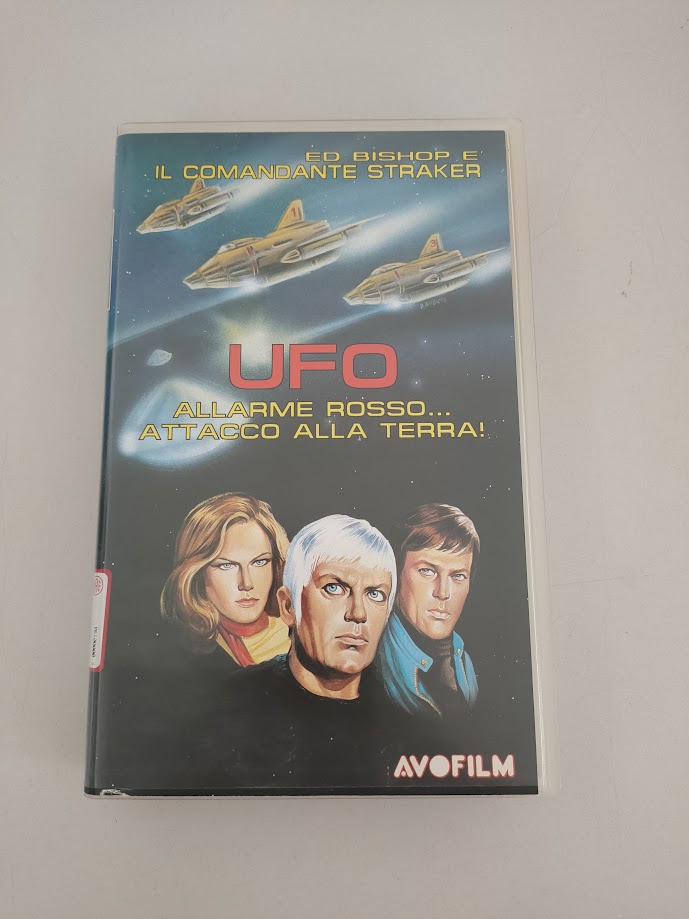 ED BISHOP E'
IL COMANDANTE STRAKER
UFO
ALLARME ROSSO...
ATTACCO ALLA TERRA!
AVOFILM